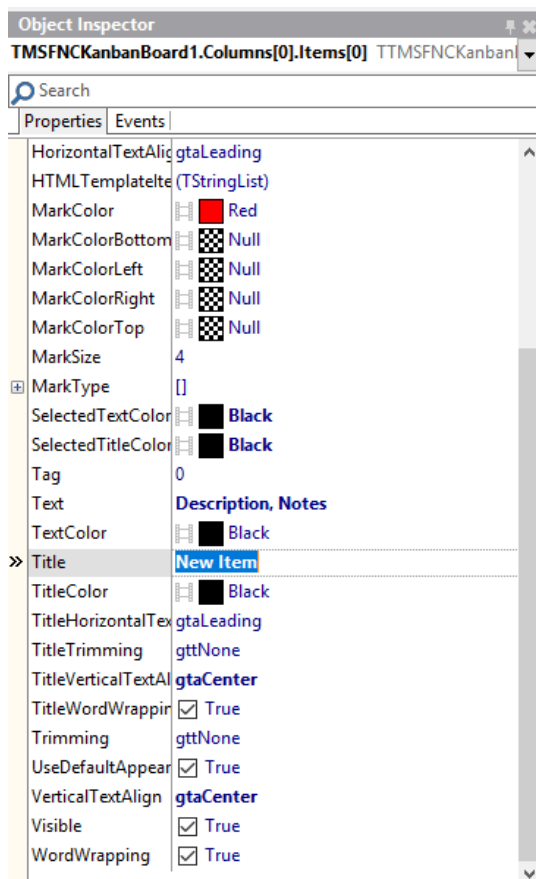 Object Inspector
TMSFNCKanbanBoard1.Columns[0].Items[0] TTMSFNCKanbanI
Search
Properties Events
HorizontalTextAlig gtaLeading
HTMLTemplateIte (TStringList)
MarkColor Red
MarkColorBottom Null
MarkColorLeft Null
MarkColorRight Null
MarkColorTop Null
MarkSize 4
MarkType []
SelectedTextColor Black
SelectedTitleColor Black
Tag 0
Text Description, Notes
TextColor Black
Title New Item
TitleColor Black
TitleHorizontalTex gtaLeading
TitleTrimming gttNone
TitleVerticalTextAl gtaCenter
TitleWordWrappin True
Trimming gttNone
UseDefaultAppear True
VerticalTextAlign gtaCenter
Visible True
WordWrapping True